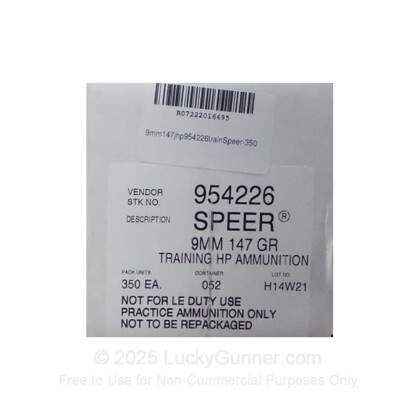 R07222016695
9mm147jhp954226trainSpeer-350
VENDOR
STK NO.
954226
DESCRIPTION
SPEER®
9MM 147 GR
TRAINING HP AMMUNITION
PACK UNITS CONTAINER LOT NO.
350 EA. 052 H14W21
NOT FOR LE DUTY USE
PRACTICE AMMUNITION ONLY
NOT TO BE REPACKAGED
© 2025 LuckyGunner.com
Free to Use for Non-Commercial Purposes Only